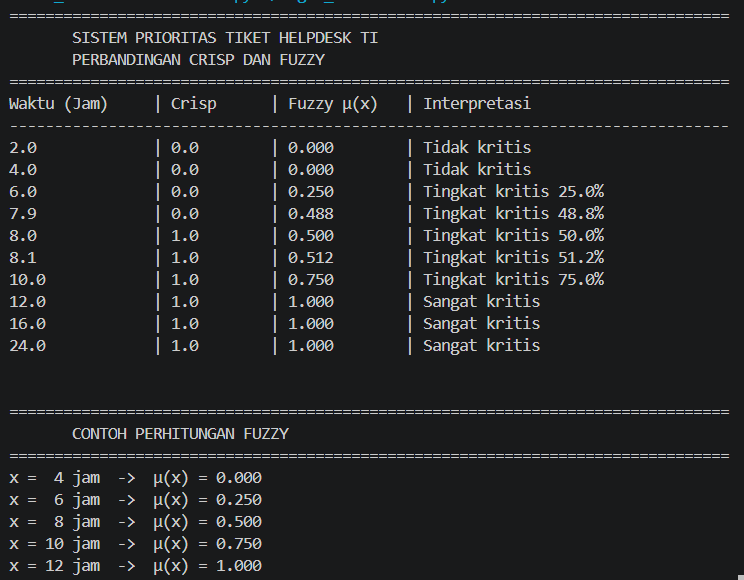 ================================================================================
SISTEM PRIORITAS TIKET HELPDESK TI
PERBANDINGAN CRISP DAN FUZZY
================================================================================
Waktu (Jam) | Crisp | Fuzzy μ(x) | Interpretasi
--------------------------------------------------------------------------------
2.0 | 0.0 | 0.000 | Tidak kritis
4.0 | 0.0 | 0.000 | Tidak kritis
6.0 | 0.0 | 0.250 | Tingkat kritis 25.0%
7.9 | 0.0 | 0.488 | Tingkat kritis 48.8%
8.0 | 1.0 | 0.500 | Tingkat kritis 50.0%
8.1 | 1.0 | 0.512 | Tingkat kritis 51.2%
10.0 | 1.0 | 0.750 | Tingkat kritis 75.0%
12.0 | 1.0 | 1.000 | Sangat kritis
16.0 | 1.0 | 1.000 | Sangat kritis
24.0 | 1.0 | 1.000 | Sangat kritis
================================================================================
CONTOH PERHITUNGAN FUZZY
================================================================================
x =  4 jam  ->  μ(x) = 0.000
x =  6 jam  ->  μ(x) = 0.250
x =  8 jam  ->  μ(x) = 0.500
x = 10 jam  ->  μ(x) = 0.750
x = 12 jam  ->  μ(x) = 1.000